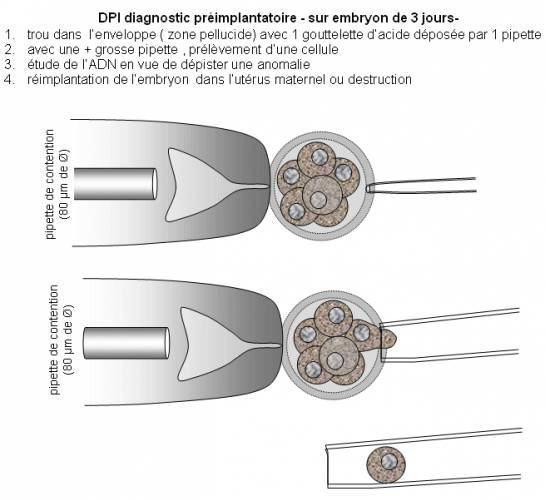 DPI diagnostic préimplantatoire - sur embryon de 3 jours-
1. trou dans l'enveloppe ( zone pellucide) avec 1 gouttelette d'acide déposée par 1 pipette
2. avec une + grosse pipette , prélèvement d'une cellule
3. étude de l'ADN en vue de dépister une anomalie
4. réimplantation de l'embryon dans l'utérus maternel ou destruction
pipette de contention
(80 µm de Ø)
pipette de contention
(80 µm de Ø)